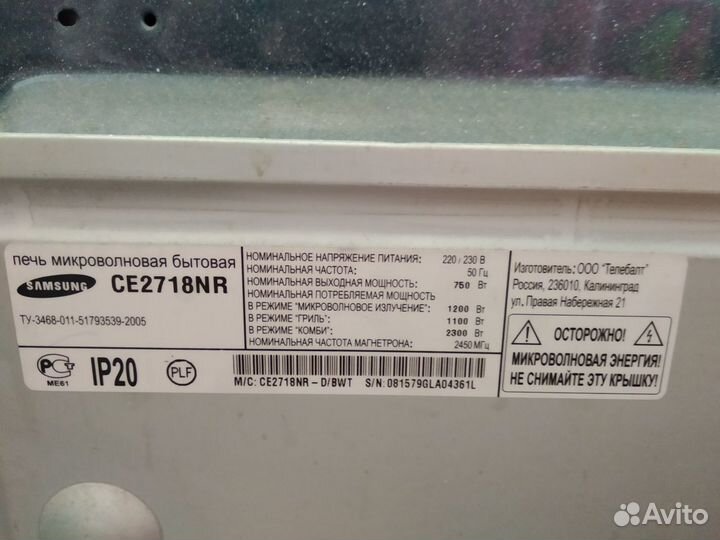 печь микроволновая бытовая
SAMSUNG CE2718NR
ТУ-3468-011-51793539-2005
РСТ
МЕ61
IP20
PLF
НОМИНАЛЬНОЕ НАПРЯЖЕНИЕ ПИТАНИЯ: 220/230 В
НОМИНАЛЬНАЯ ЧАСТОТА: 50 Гц
НОМИНАЛЬНАЯ ВЫХОДНАЯ МОЩНОСТЬ: 750 Вт
НОМИНАЛЬНАЯ ПОТРЕБЛЯЕМАЯ МОЩНОСТЬ
В РЕЖИМЕ "МИКРОВОЛНОВОЕ ИЗЛУЧЕНИЕ": 1200 Вт
В РЕЖИМЕ "ГРИЛЬ": 1100 Вт
В РЕЖИМЕ "КОМБИ": 2300 Вт
НОМИНАЛЬНАЯ ЧАСТОТА МАГНЕТРОНА: 2450 МГц
M/C: CE2718NR-D/BWT S/N: 081579GLA04361L
Изготовитель: ООО "Телебалт"
Россия, 236010, Калининград
ул. Правая Набережная 21
ОСТОРОЖНО!
МИКРОВОЛНОВАЯ ЭНЕРГИЯ!
НЕ СНИМАЙТЕ ЭТУ КРЫШКУ!
Avito